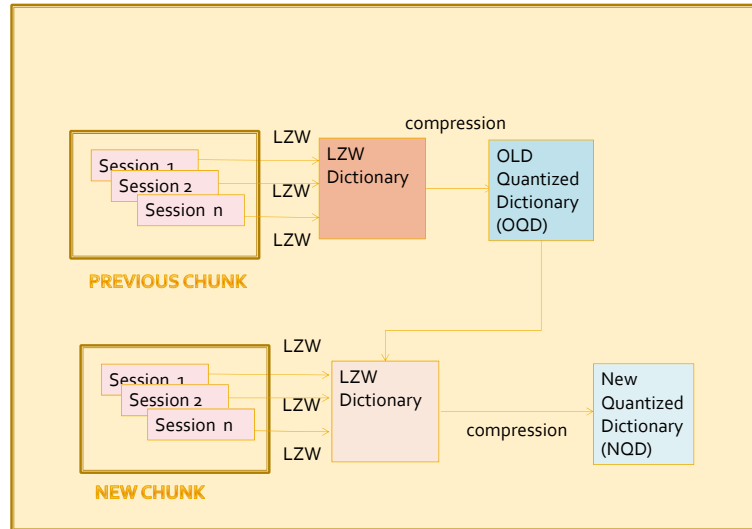 compression
LZW
Session 1
Session 2
Session n
LZW
LZW
LZW
Dictionary
OLD
Quantized
Dictionary
(OQD)
PREVIOUS CHUNK
LZW
Session 1
Session 2
Session n
LZW
LZW
LZW
Dictionary
compression
New
Quantized
Dictionary
(NQD)
NEW CHUNK